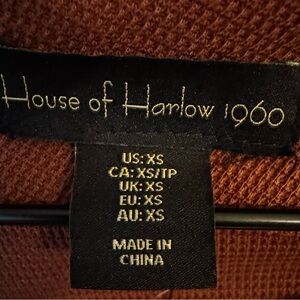 House of Harlow 1960
US: XS
CA: XS/TP
UK: XS
EU: XS
AU: XS
MADE IN
CHINA